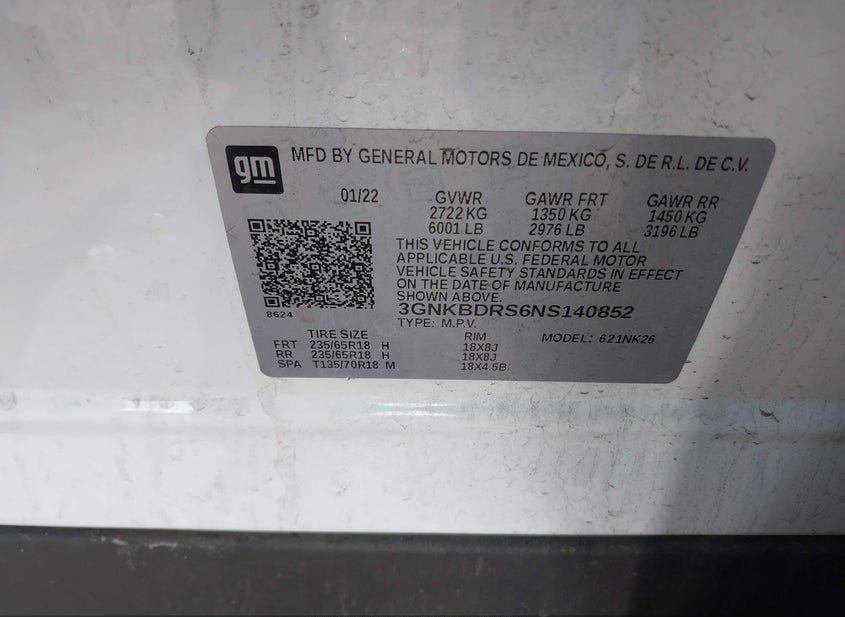 gm MFD BY GENERAL MOTORS DE MEXICO, S. DE R.L. DE C.V.
01/22 GVWR GAWR FRT GAWR RR
2722 KG 1350 KG 1450 KG
6001 LB 2976 LB 3196 LB
THIS VEHICLE CONFORMS TO ALL
APPLICABLE U.S. FEDERAL MOTOR
VEHICLE SAFETY STANDARDS IN EFFECT
ON THE DATE OF MANUFACTURE
SHOWN ABOVE.
8624 3GNKBDRS6NS140852
TYPE: M.P.V. MODEL: 621NK26
TIRE SIZE RIM
FRT 235/65R18 H 18X8J
RR 235/65R18 H 18X8J
SPA T135/70R18 M 18X4.5B